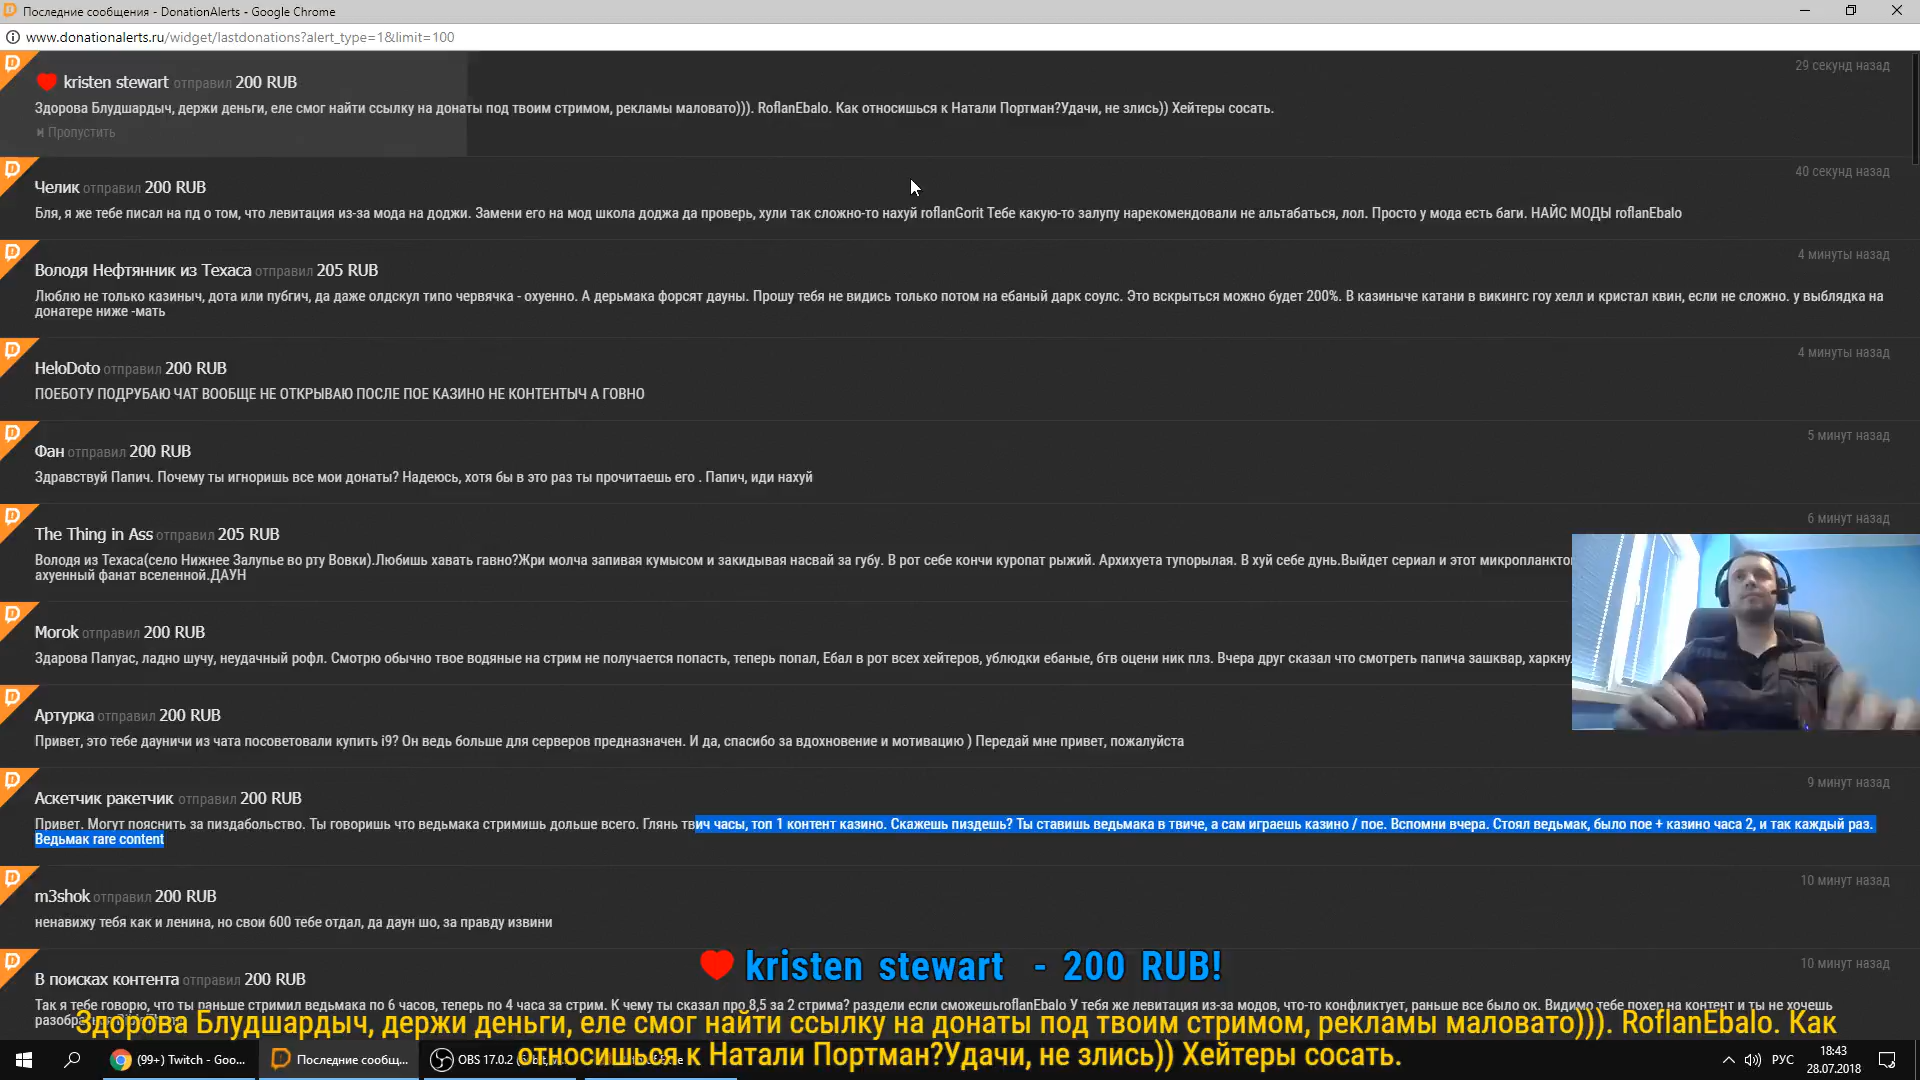 Последние сообщения - DonationAlerts - Google Chrome
www.donationalerts.ru/widget/lastdonations?alert_type=1&limit=100
kristen stewart отправил 200 RUB
29 секунд назад
Здорова Блудшардыч, держи деньги, еле смог найти ссылку на донаты под твоим стримом, рекламы маловато))). RoflanEbalo. Как относишься к Натали Портман?Удачи, не злись)) Хейтеры сосать.
Пропустить
Челик отправил 200 RUB
40 секунд назад
Бля, я же тебе писал на пд о том, что левитация из-за мода на доджи. Замени его на мод школа доджа да проверь, хули так сложно-то нахуй roflanGorit Тебе какую-то залупу нарекомендовали не альтабаться, лол. Просто у мода есть баги. НАЙС МОДЫ roflanEbalo
Володя Нефтянник из Техаса отправил 205 RUB
4 минуты назад
Люблю не только казиныч, дота или пубгич, да даже олдскул типо червячка - охуенно. А дерьмака форсят дауны. Прошу тебя не видись только потом на ебаный дарк соулс. Это вскрыться можно будет 200%. В казиныче катани в викингс гоу хелл и кристал квин, если не сложно. у выблядка на
донатере ниже -мать
HeloDoto отправил 200 RUB
4 минуты назад
ПОЕБОТУ ПОДРУБАЮ ЧАТ ВООБЩЕ НЕ ОТКРЫВАЮ ПОСЛЕ ПОЕ КАЗИНО НЕ КОНТЕНТЫЧ А ГОВНО
Фан отправил 200 RUB
5 минут назад
Здравствуй Папич. Почему ты игноришь все мои донаты? Надеюсь, хотя бы в это раз ты прочитаешь его . Папич, иди нахуй
The Thing in Ass отправил 205 RUB
6 минут назад
Володя из Техаса(село Нижнее Залупье во рту Вовки).Любишь хавать гавно?Жри молча запивая кумысом и закидывая насвай за губу. В рот себе кончи куропат рыжий. Архихуета тупорылая. В хуй себе дунь.Выйдет сериал и этот микропланктон
ахуенный фанат вселенной.ДАУН
Morok отправил 200 RUB
Здарова Папуас, ладно шучу, неудачный рофл. Смотрю обычно твое водяные на стрим не получается попасть, теперь попал, Ебал в рот всех хейтеров, ублюдки ебаные, бтв оцени ник плз. Вчера друг сказал что смотреть папича зашквар, харкну
Артурка отправил 200 RUB
Привет, это тебе дауничи из чата посоветовали купить i9? Он ведь больше для серверов предназначен. И да, спасибо за вдохновение и мотивацию ) Передай мне привет, пожалуйста
Аскетчик ракетчик отправил 200 RUB
9 минут назад
Привет. Могут пояснить за пиздабольство. Ты говоришь что ведьмака стримишь дольше всего. Глянь твич часы, топ 1 контент казино. Скажешь пиздешь? Ты ставишь ведьмака в твиче, а сам играешь казино / пое. Вспомни вчера. Стоял ведьмак, было пое + казино часа 2, и так каждый раз.
Ведьмак rare content
m3shok отправил 200 RUB
10 минут назад
ненавижу тебя как и ленина, но свои 600 тебе отдал, да даун шо, за правду извини
kristen stewart - 200 RUB!
В поисках контента отправил 200 RUB
10 минут назад
Так я тебе говорю, что ты раньше стримил ведьмака по 6 часов, теперь по 4 часа за стрим. К чему ты сказал про 8,5 за 2 стрима? раздели если сможешьroflanEbalo У тебя же левитация из-за модов, что-то конфликтует, раньше все было ок. Видимо тебе похер на контент и ты не хочешь
Здорова Блудшардыч, держи деньги, еле смог найти ссылку на донаты под твоим стримом, рекламы маловато))). RoflanEbalo. Как
относишься к Натали Портман?Удачи, не злись)) Хейтеры сосать.
(99+) Twitch - Goo...
Последние сообщ...
OBS 17.0.2
РУС
18:43
28.07.2018